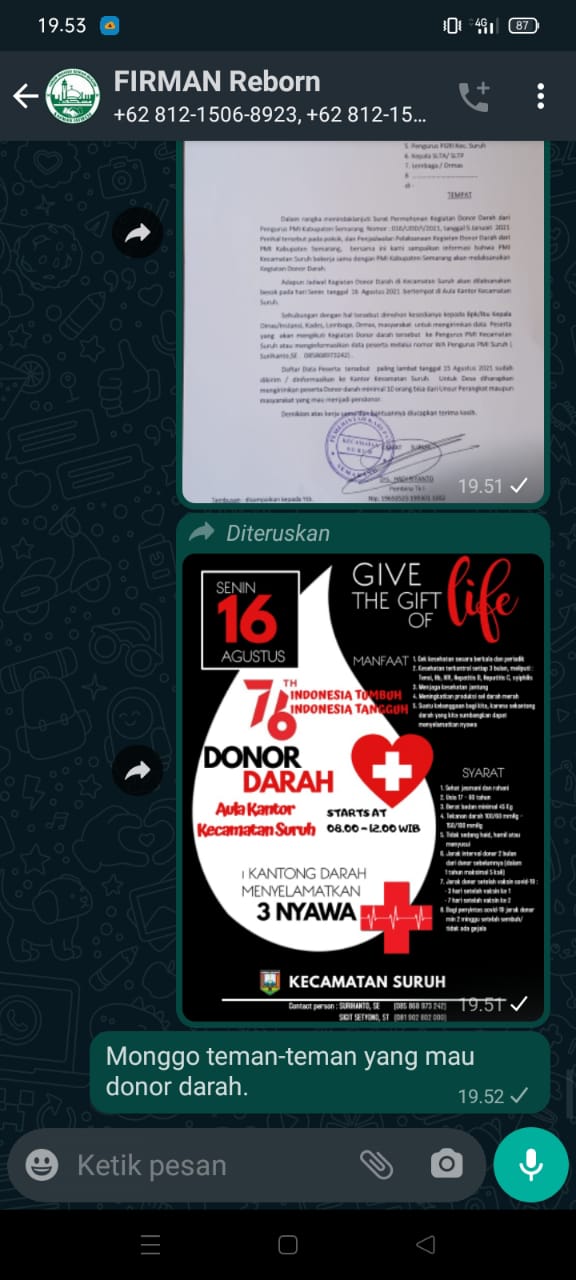 19.53
4G
87
FIRMAN Reborn
+62 812-1506-8923, +62 812-15...
5. Pengurus PGRI Kec. Suruh
6. Kepala SLTA/ SLTP
7. Lembaga / Ormas
8
di -
TEMPAT
Dalam rangka menindaklanjuti Surat Permohonan Kegiatan Donor Darah dari
Pengurus PMI Kabupaten Semarang, Nomor : tanggal 5 Januari 2021
Perihal tersebut pada pokok, dan Penjadwalan Pelaksanaan Kegiatan Donor Darah dari
PMI Kabupaten Semarang, bersama ini kami sampaikan informasi bahwa PMI
Kecamatan Suruh bekerja sama dengan PMI Kabupaten Semarang akan melaksanakan
Kegiatan Donor Darah.
Adapun Jadwal Kegiatan Donor Darah di Kecamatan Suruh akan dilaksanakan
besok pada hari Senin tanggal 16 Agustus 2021 bertempat di Aula Kantor Kecamatan
Suruh.
Sehubungan dengan hal tersebut dimohon kesediannya kepada Bpk/Ibu Kepala
Dinas/Instansi, Kades, Lembaga, Ormas, masyarakat untuk mengirimkan data Peserta
yang akan mengikuti Kegiatan Donor darah tersebut ke Pengurus PMI Kecamatan
Suruh atau menginformasikan data peserta melalui nomor WA Pengurus PMI Suruh (
Surihanto,SE 085868973242) .
Daftar Data Peserta tersebut paling lambat tanggal 15 Agustus 2021 sudah
dikirim / diinformasikan ke Kantor Kecamatan Suruh. Untuk Desa diharapkan
mengirimkan peserta Donor darah minimal 10 orang bisa dari Unsur Perangkat maupun
masyarakat yang mau menjadi pendonor.
Demikian atas kerja sama dan bantuannya diucapkan terima kasih.
KECAMATAN
SURUH
SEMARANG
Pembina Tk I
Tembusan : disampaikan kepada Yth.
19.51
Diteruskan
SENIN
16
AGUSTUS
GIVE
THE GIFT
OF
life
76 TH
INDONESIA TUMBUH
INDONESIA TANGGUH
DONOR
DARAH
Aula Kantor
Kecamatan Suruh
STARTS AT
08.00 - 12.00 WIB
1 KANTONG DARAH
MENYELAMATKAN
3 NYAWA
MANFAAT
1. Cek kesehatan secara berkala dan periodik
2. Kesehatan terkontrol setiap 3 bulan, meliputi :
Tensi, Hb, HIV, Hepatitis B, Hepatitis C, syphilis
3. Menjaga kesehatan jantung
4. Meningkatkan produksi sel darah merah
5. Suatu kebanggaan bagi kita, karena sekantong
darah yang kita sumbangkan dapat
menyelamatkan nyawa
SYARAT
1. Sehat jasmani dan rohani
2. Usia 17 - 60 tahun
3. Berat badan minimal 45 Kg
4. Tekanan darah 100/60 mmHg -
150/100 mmHg
5. Tidak sedang haid, hamil atau
menyusui
6. Jarak interval donor 2 bulan
dari donor sebelumnya (dalam
1 tahun maksimal 5 kali)
7. Jarak donor setelah vaksin covid-19 :
- 3 hari setelah vaksin ke 1
- 7 hari setelah vaksin ke 2
8. Bagi penyintas covid-19 jarak donor
min 2 minggu setelah sembuh/
tidak ada gejala
KECAMATAN SURUH
Contact person : SURIHANTO, SE (085 868 973 242)
SIGIT SETYONO, ST (081 902 802 000)
19.51
Monggo teman-teman yang mau
donor darah.
19.52
Ketik pesan